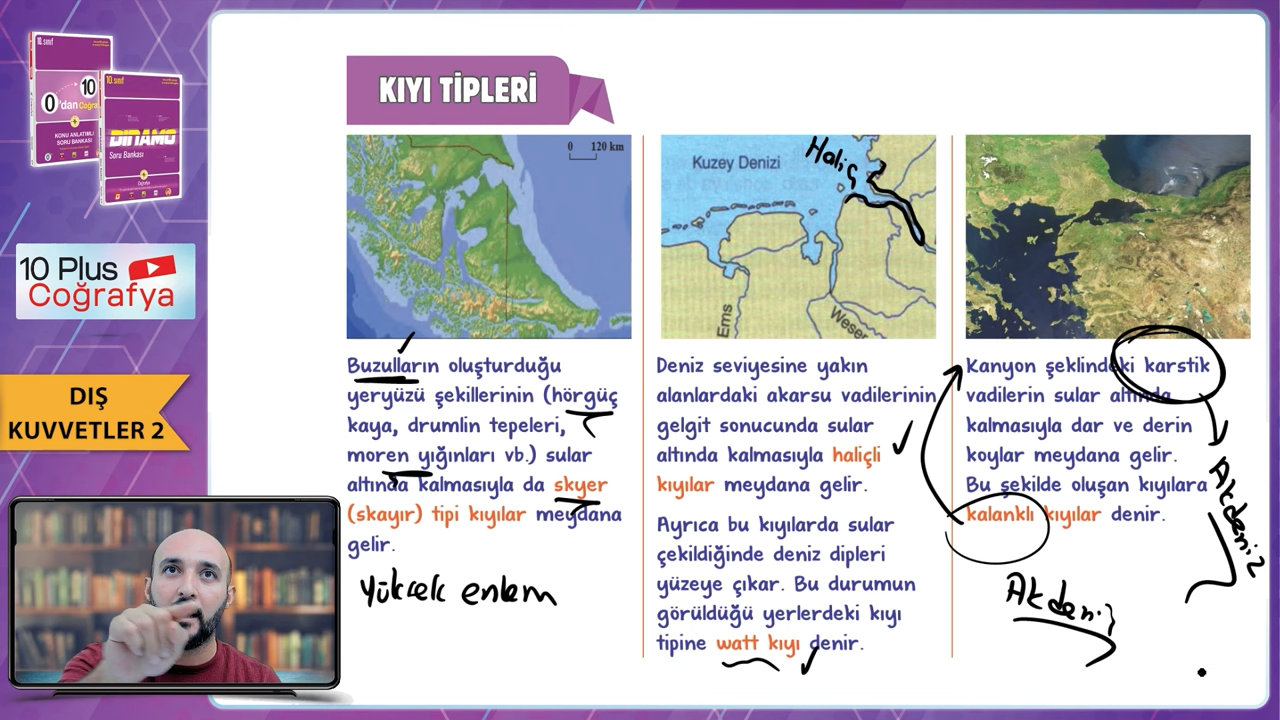 10. sınıf
0'dan 10
Coğrafya
KONU ANLATIMLI
SORU BANKASI
10. sınıf
DINAMO
Soru Bankası
Coğrafya
10 Plus
Coğrafya
DIŞ
KUVVETLER 2
KIYI TİPLERİ
0 120 km
Buzulların oluşturduğu
yeryüzü şekillerinin (hörgüç
kaya, drumlin tepeleri,
moren yığınları vb.) sular
altında kalmasıyla da skyer
(skayır) tipi kıyılar meydana
gelir.
Yüksek enlem
Kuzey Denizi
Haliç
Ems
Weser
Deniz seviyesine yakın
alanlardaki akarsu vadilerinin
gelgit sonucunda sular
altında kalmasıyla haliçli
kıyılar meydana gelir.
Ayrıca bu kıyılarda sular
çekildiğinde deniz dipleri
yüzeye çıkar. Bu durumun
görüldüğü yerlerdeki kıyı
tipine watt kıyı denir.
Kanyon şeklindeki karstik
vadilerin sular altında
kalmasıyla dar ve derin
koylar meydana gelir.
Bu şekilde oluşan kıyılara
kalanklı kıyılar denir.
Akdeniz
Akdeniz